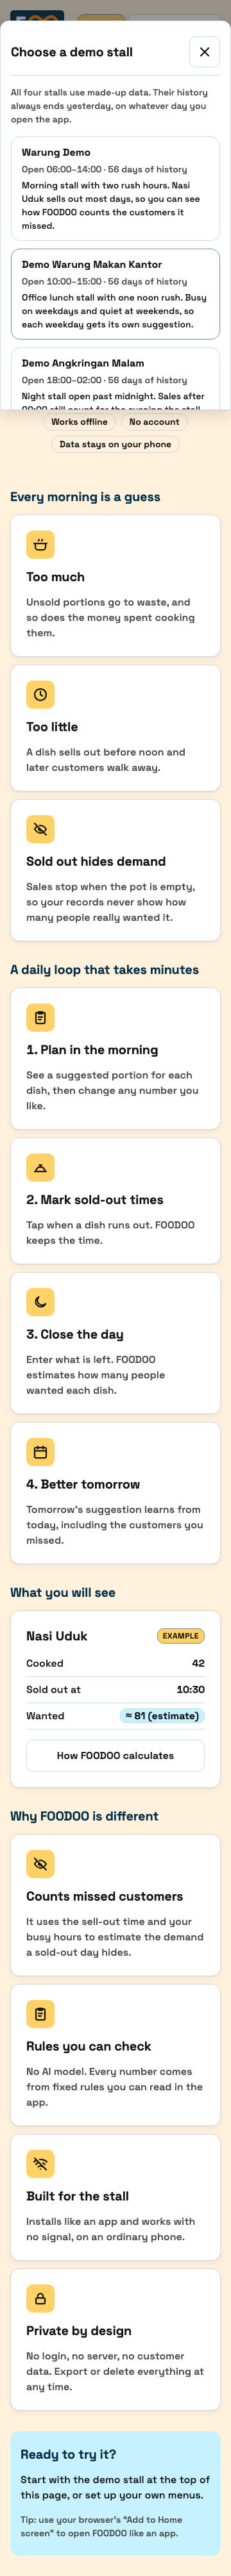 Choose a demo stall
All four stalls use made-up data. Their history
always ends yesterday, on whatever day you
open the app.
Warung Demo
Open 06:00–14:00 · 56 days of history
Morning stall with two rush hours. Nasi
Uduk sells out most days, so you can see
how FOODOO counts the customers it
missed.
Demo Warung Makan Kantor
Open 10:00–15:00 · 56 days of history
Office lunch stall with one noon rush. Busy
on weekdays and quiet at weekends, so
each weekday gets its own suggestion.
Demo Angkringan Malam
Open 18:00–02:00 · 56 days of history
Night stall open past midnight. Sales after
00:00 still count for the evening the stall
Works offline
No account
Data stays on your phone
Every morning is a guess
Too much
Unsold portions go to waste, and
so does the money spent cooking
them.
Too little
A dish sells out before noon and
later customers walk away.
Sold out hides demand
Sales stop when the pot is empty,
so your records never show how
many people really wanted it.
A daily loop that takes minutes
1. Plan in the morning
See a suggested portion for each
dish, then change any number you
like.
2. Mark sold-out times
Tap when a dish runs out. FOODOO
keeps the time.
3. Close the day
Enter what is left. FOODOO
estimates how many people
wanted each dish.
4. Better tomorrow
Tomorrow's suggestion learns from
today, including the customers you
missed.
What you will see
Nasi Uduk EXAMPLE
Cooked 42
Sold out at 10:30
Wanted ≈ 81 (estimate)
How FOODOO calculates
Why FOODOO is different
Counts missed customers
It uses the sell-out time and your
busy hours to estimate the demand
a sold-out day hides.
Rules you can check
No AI model. Every number comes
from fixed rules you can read in the
app.
Built for the stall
Installs like an app and works with
no signal, on an ordinary phone.
Private by design
No login, no server, no customer
data. Export or delete everything at
any time.
Ready to try it?
Start with the demo stall at the top of
this page, or set up your own menus.
Tip: use your browser's “Add to Home
screen” to open FOODOO like an app.